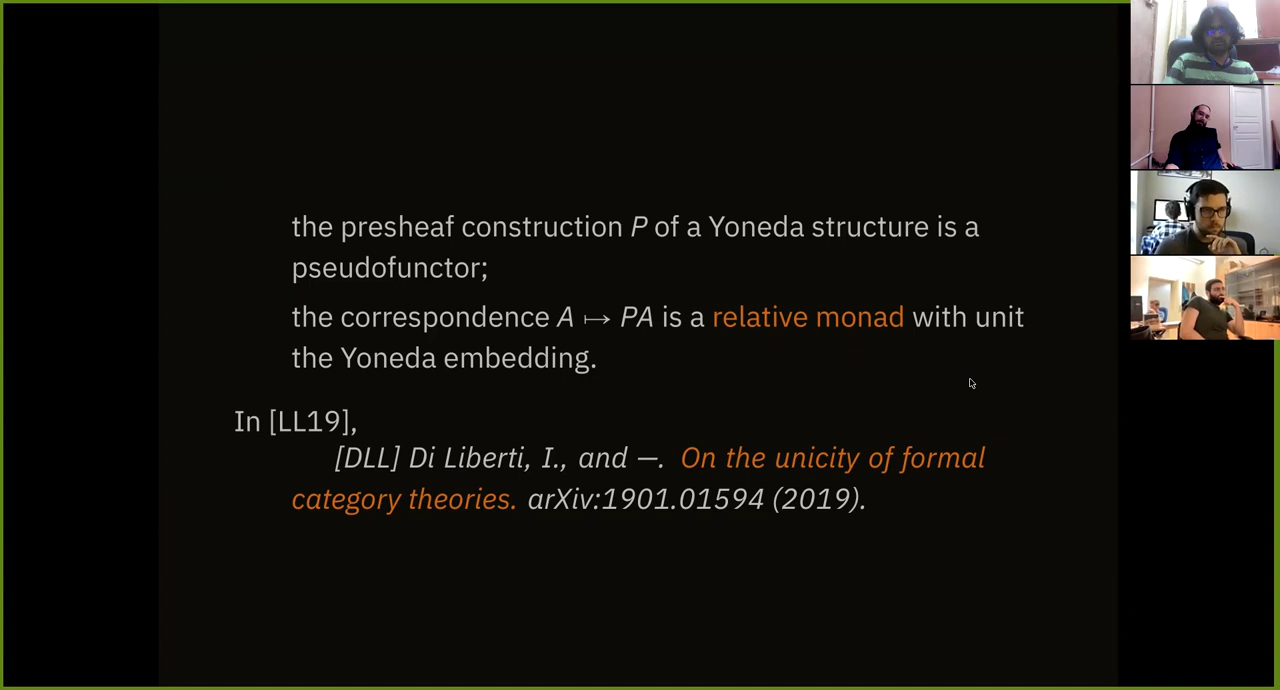 the presheaf construction P of a Yoneda structure is a
pseudofunctor;
the correspondence A ↦ PA is a relative monad with unit
the Yoneda embedding.
In [LL19],
[DLL] Di Liberti, I., and —. On the unicity of formal
category theories. arXiv:1901.01594 (2019).